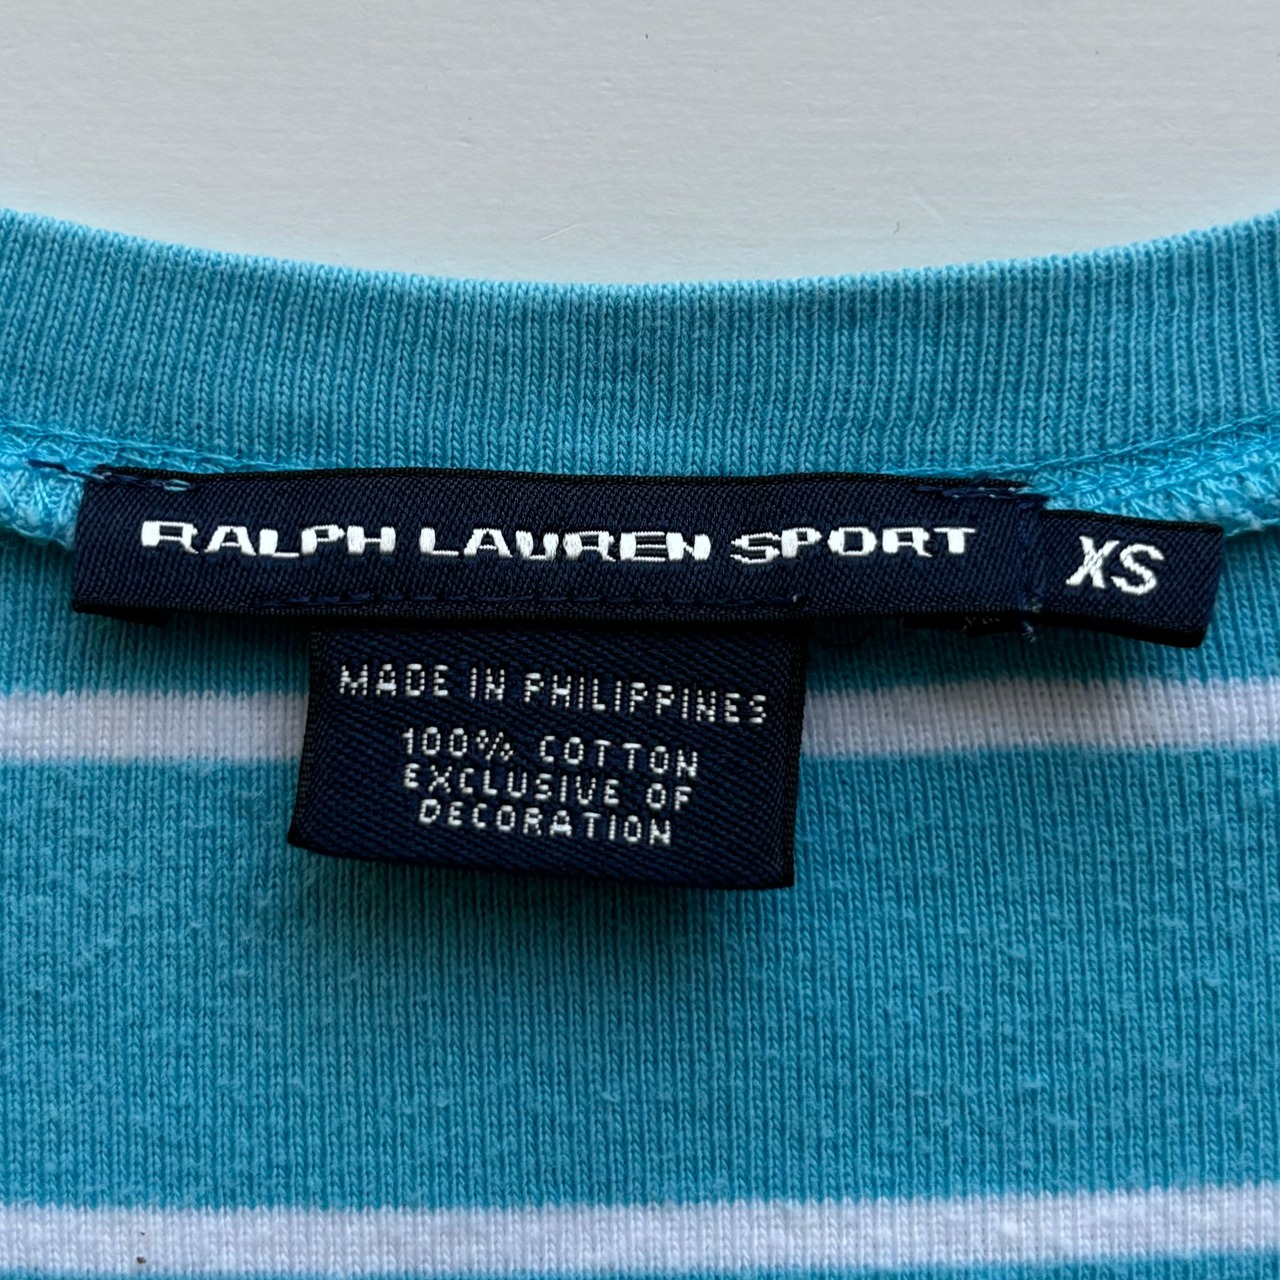 RALPH LAUREN SPORT
XS
MADE IN PHILIPPINES
100% COTTON
EXCLUSIVE OF
DECORATION